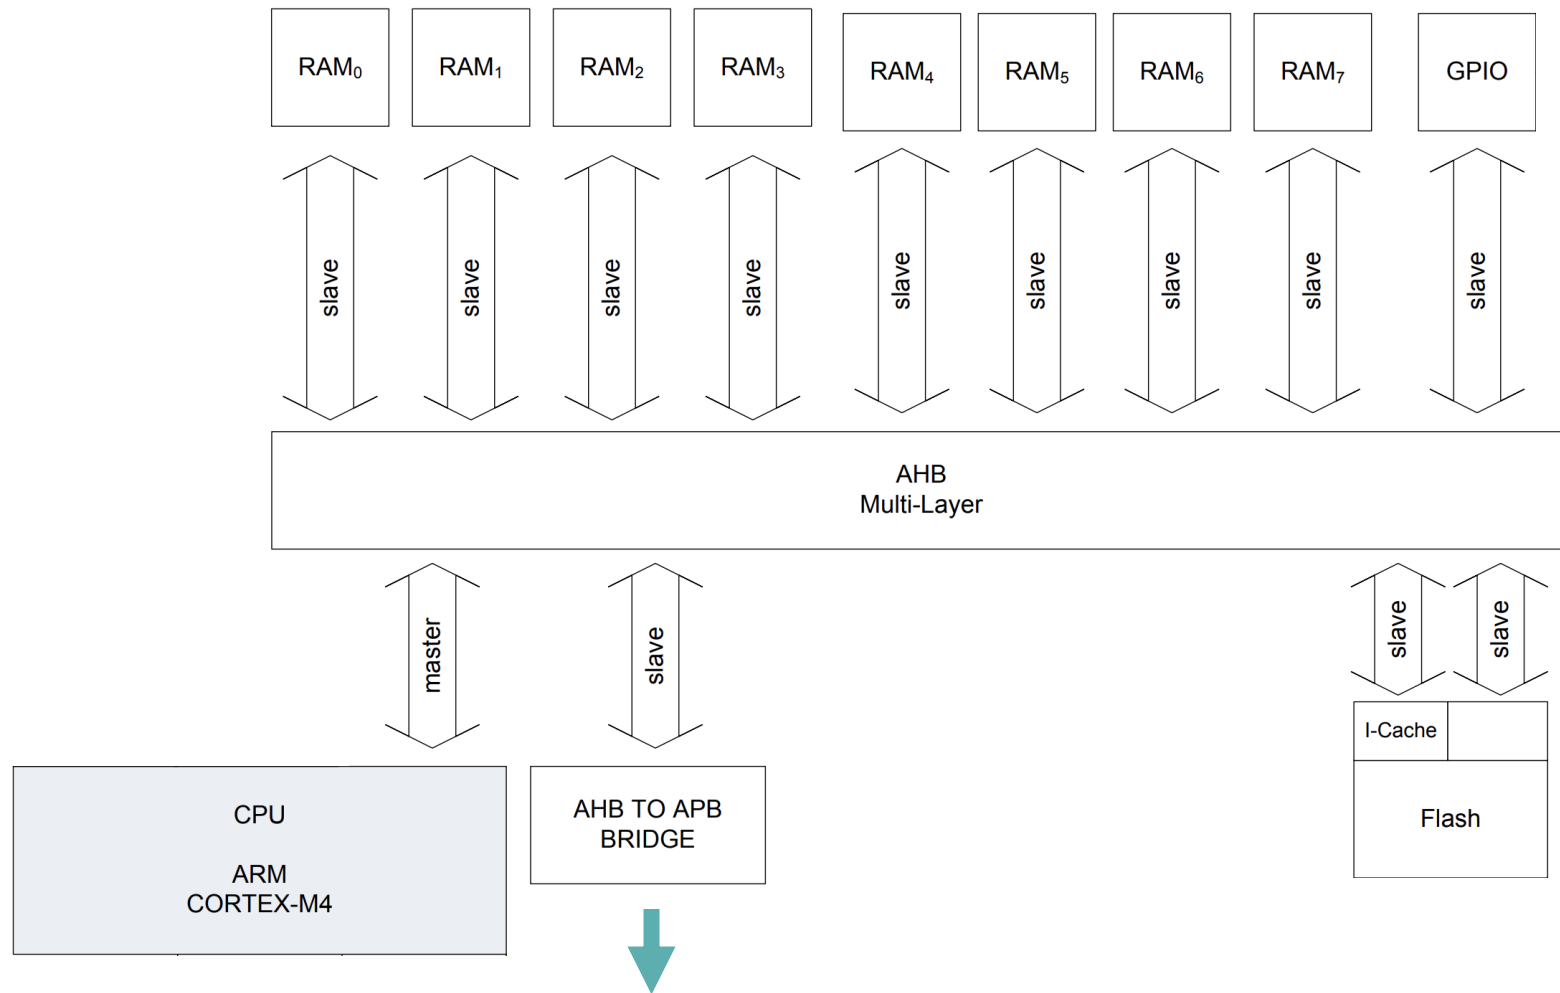 RAM₀
RAM₁
RAM₂
RAM₃
RAM₄
RAM₅
RAM₆
RAM₇
GPIO
slave
slave
slave
slave
slave
slave
slave
slave
slave
AHB
Multi-Layer
master
slave
slave
slave
CPU
ARM
CORTEX-M4
AHB TO APB
BRIDGE
I-Cache
Flash